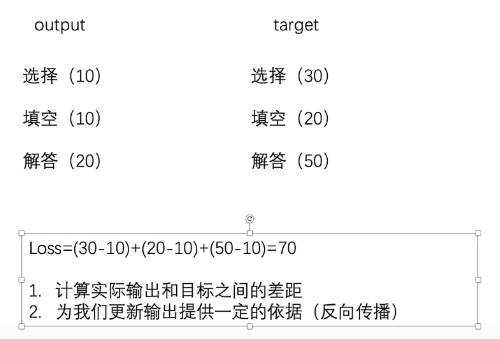 output target
选择（10） 选择（30）
填空（10） 填空（20）
解答（20） 解答（50）
Loss=(30-10)+(20-10)+(50-10)=70
1. 计算实际输出和目标之间的差距
2. 为我们更新输出提供一定的依据（反向传播）